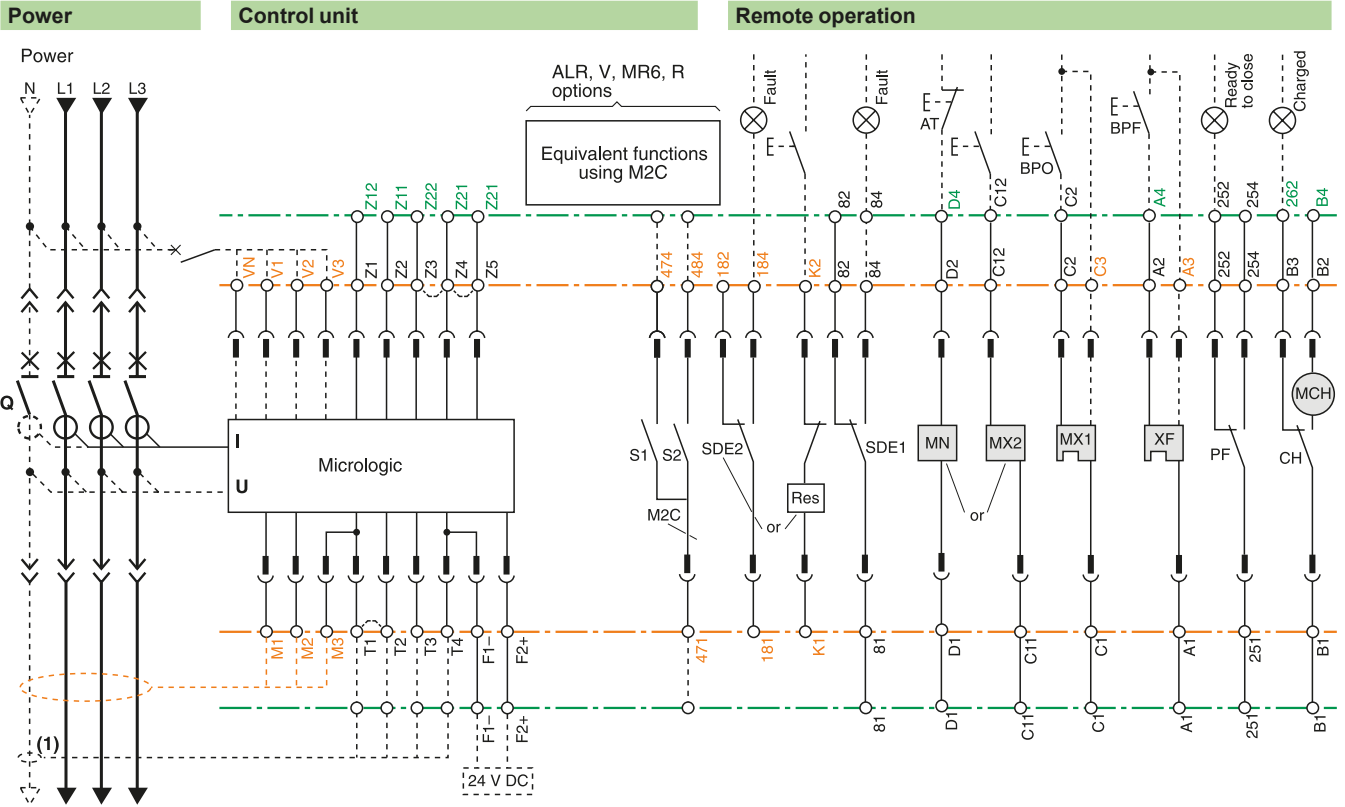 Power
Control unit
Remote operation
Power
N L1 L2 L3
ALR, V, MR6, R
options
Equivalent functions
using M2C
Fault
Fault
AT
BPO
BPF
Ready
to close
Charged
Z12 Z11 Z22 Z21 Z21
82 84 D4 C12 C2 A4 252 254 262 B4
VN V1 V2 V3 Z1 Z2 Z3 Z4 Z5
474 484 182 184 K2 82 84 D2 C12 C2 C3 A2 A3 252 254 B3 B2
Q
MCH
I
Micrologic
U
S1 S2 SDE2 SDE1 MN MX2 MX1 XF PF CH
Res
M2C
or
or
M1 M2 M3 T1 T2 T3 T4 F1– F2+
471 181 K1 81 D1 C11 C1 A1 251 B1
F1– F2+
81 D1 C11 C1 A1 251 B1
(1)
24 V DC